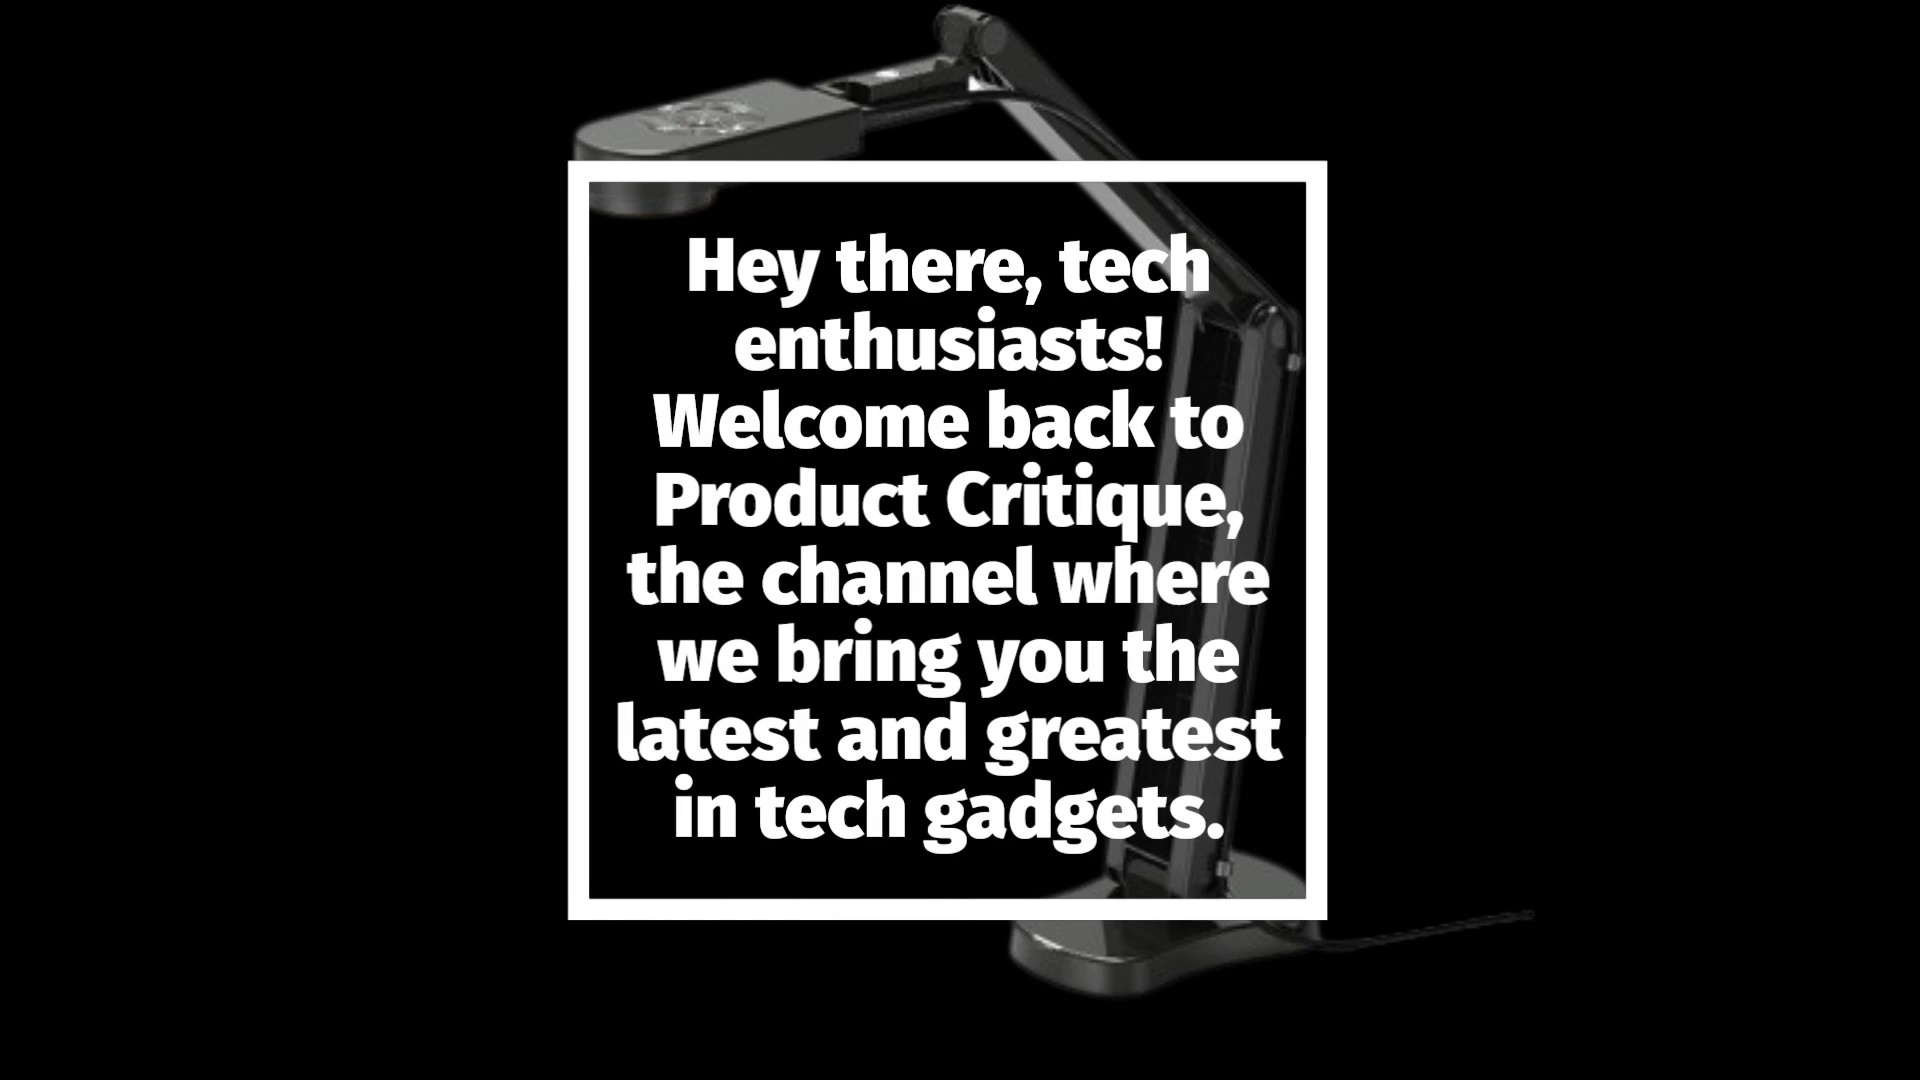 Hey there, tech
enthusiasts!
Welcome back to
Product Critique,
the channel where
we bring you the
latest and greatest
in tech gadgets.